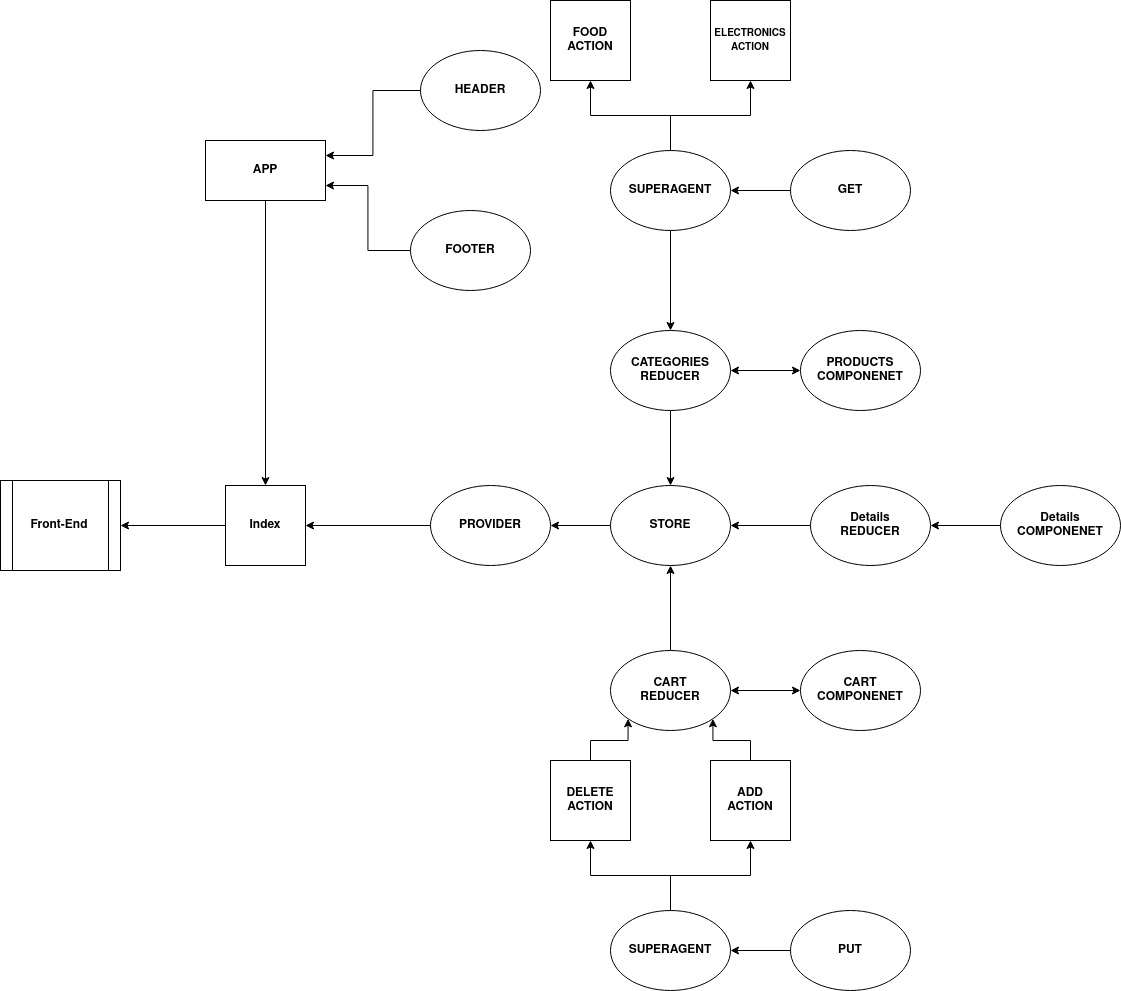 FOOD
ACTION
ELECTRONICS
ACTION
HEADER
APP
SUPERAGENT
GET
FOOTER
CATEGORIES
REDUCER
PRODUCTS
COMPONENET
Front-End
Index
PROVIDER
STORE
Details
REDUCER
Details
COMPONENET
CART
REDUCER
CART
COMPONENET
DELETE
ACTION
ADD
ACTION
SUPERAGENT
PUT